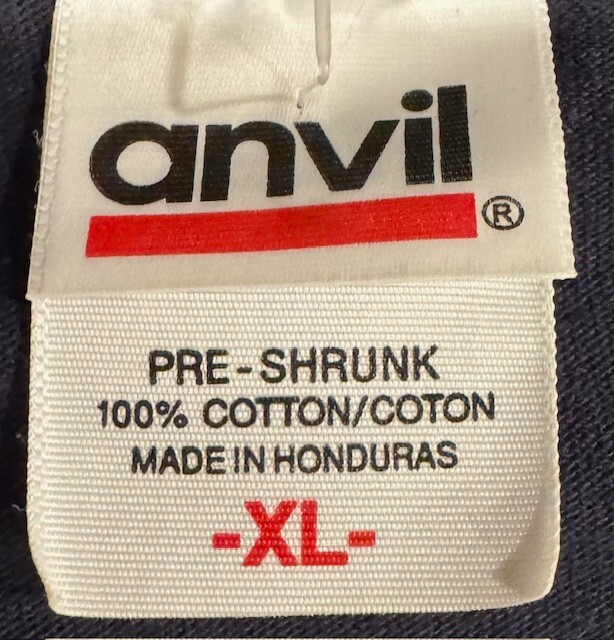 anvil ®
PRE-SHRUNK
100% COTTON/COTON
MADE IN HONDURAS
-XL-